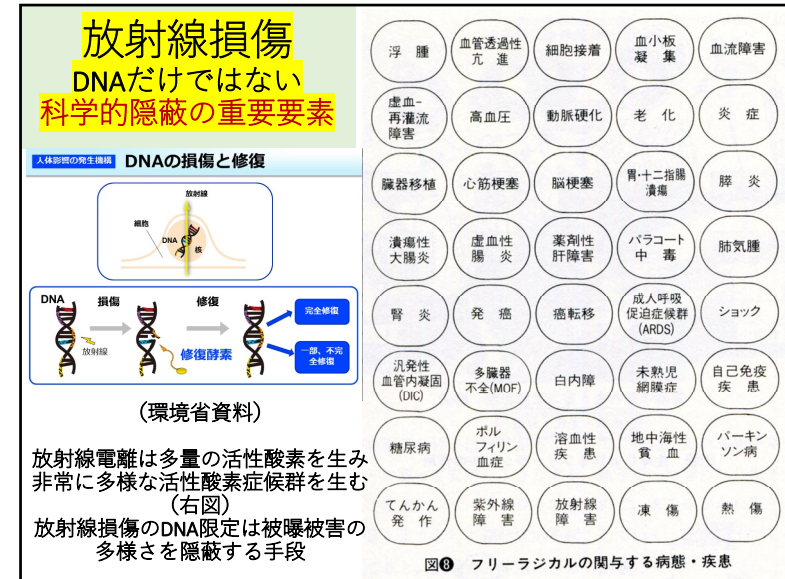 放射線損傷
DNAだけではない
科学的隠蔽の重要要素
人体影響の発生機構 DNAの損傷と修復
放射線
細胞
DNA
核
DNA 損傷 修復
完全修復
放射線
修復酵素
一部、不完
全修復
(環境省資料)
放射線電離は多量の活性酸素を生み
非常に多様な活性酸素症候群を生む
(右図)
放射線損傷のDNA限定は被曝被害の
多様さを隠蔽する手段
浮腫
血管透過性
亢進
細胞接着
血小板
凝集
血流障害
虚血-
再灌流
障害
高血圧
動脈硬化
老化
炎症
臓器移植
心筋梗塞
脳梗塞
胃・十二指腸
潰瘍
膵炎
潰瘍性
大腸炎
虚血性
腸炎
薬剤性
肝障害
パラコート
中毒
肺気腫
腎炎
発癌
癌転移
成人呼吸
促迫症候群
(ARDS)
ショック
汎発性
血管内凝固
(DIC)
多臓器
不全(MOF)
白内障
未熟児
網膜症
自己免疫
疾患
糖尿病
ポル
フィリン
血症
溶血性
疾患
地中海性
貧血
パーキン
ソン病
てんかん
発作
紫外線
障害
放射線
障害
凍傷
熱傷
図❽ フリーラジカルの関与する病態・疾患